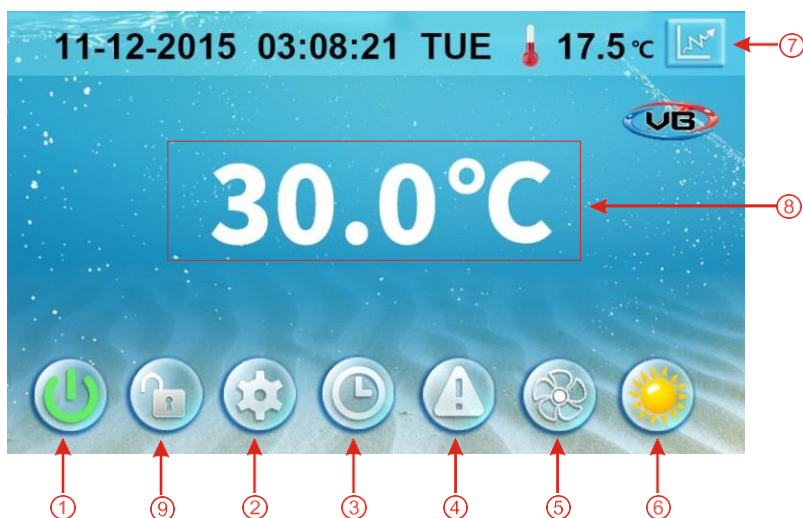 11-12-2015 03:08:21 TUE 17.5 ℃ ⑦
VB
30.0°C ⑧
① ⑨ ② ③ ④ ⑤ ⑥